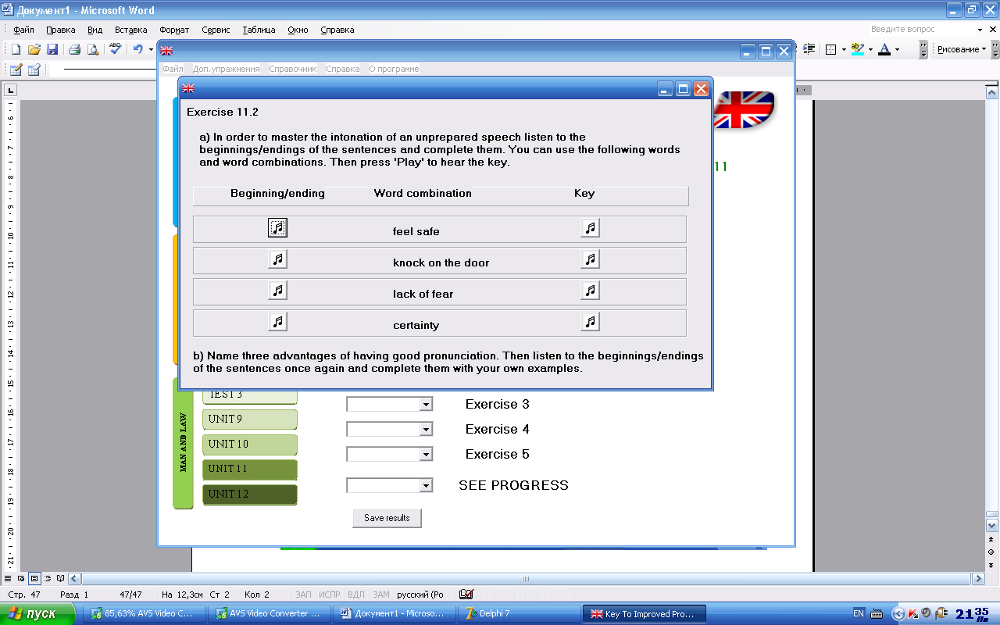 Документ1 - Microsoft Word
Файл Правка Вид Вставка Формат Сервис Таблица Окно Справка Введите вопрос
Рисование
Файл Доп.упражнения Справочник Справка О программе
Exercise 11.2
a) In order to master the intonation of an unprepared speech listen to the
beginnings/endings of the sentences and complete them. You can use the following words
and word combinations. Then press 'Play' to hear the key.
11
Beginning/ending Word combination Key
feel safe
knock on the door
lack of fear
certainty
b) Name three advantages of having good pronunciation. Then listen to the beginnings/endings
of the sentences once again and complete them with your own examples.
MAN AND LAW
TEST 3
UNIT 9
UNIT 10
UNIT 11
UNIT 12
Exercise 3
Exercise 4
Exercise 5
SEE PROGRESS
Save results
Стр. 47 Разд 1 47/47 На 12,3см Ст 2 Кол 2 ЗАП ИСПР ВДЛ ЗАМ русский (Ро
пуск 85,63% AVS Video C... AVS Video Converter ... Документ1 - Microso... Delphi 7 Key To Improved Pro... EN 21 35